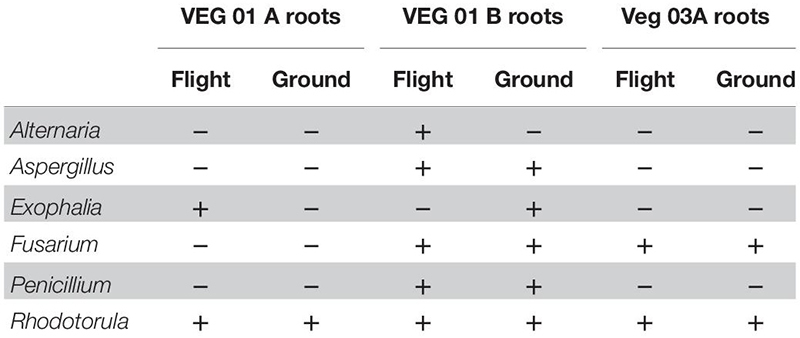 VEG 01 A roots VEG 01 B roots Veg 03A roots
Flight Ground Flight Ground Flight Ground
Alternaria − − + − − −
Aspergillus − − + + − −
Exophalia + − − + − −
Fusarium − − + + + +
Penicillium − − + + − −
Rhodotorula + + + + + +